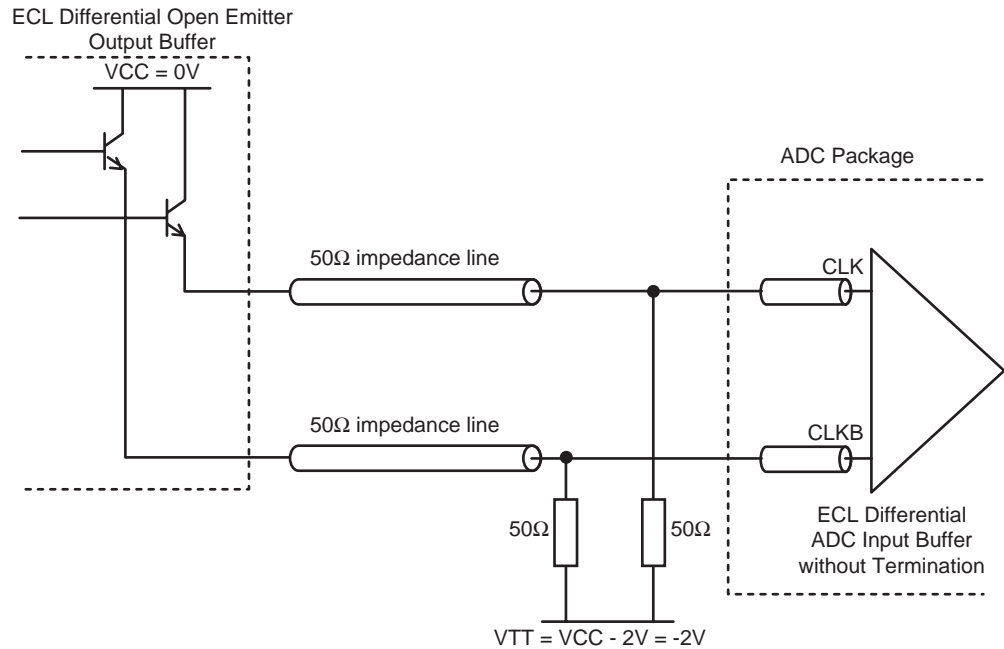 ECL Differential Open Emitter
Output Buffer
VCC = 0V
ADC Package
50Ω impedance line
CLK
50Ω impedance line
CLKB
50Ω
50Ω
ECL Differential
ADC Input Buffer
without Termination
VTT = VCC - 2V = -2V